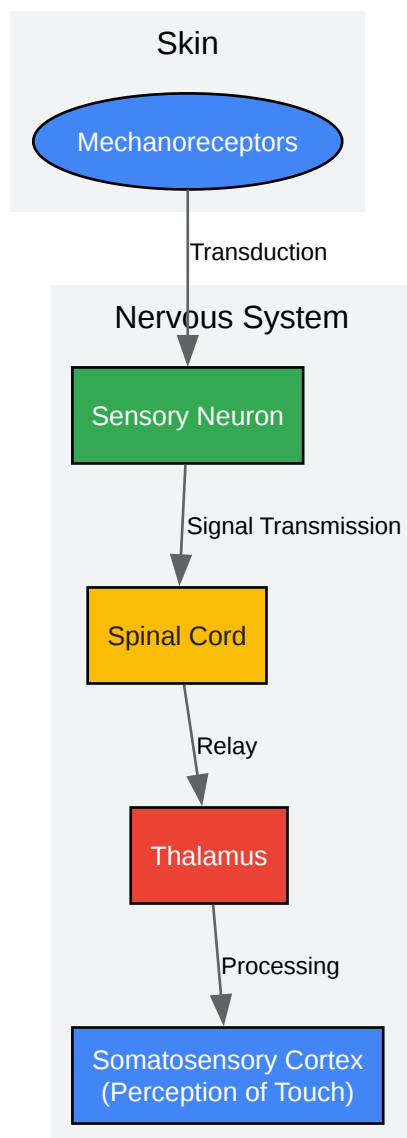 Skin
Mechanoreceptors
Transduction
Nervous System
Sensory Neuron
Signal Transmission
Spinal Cord
Relay
Thalamus
Processing
Somatosensory Cortex
(Perception of Touch)